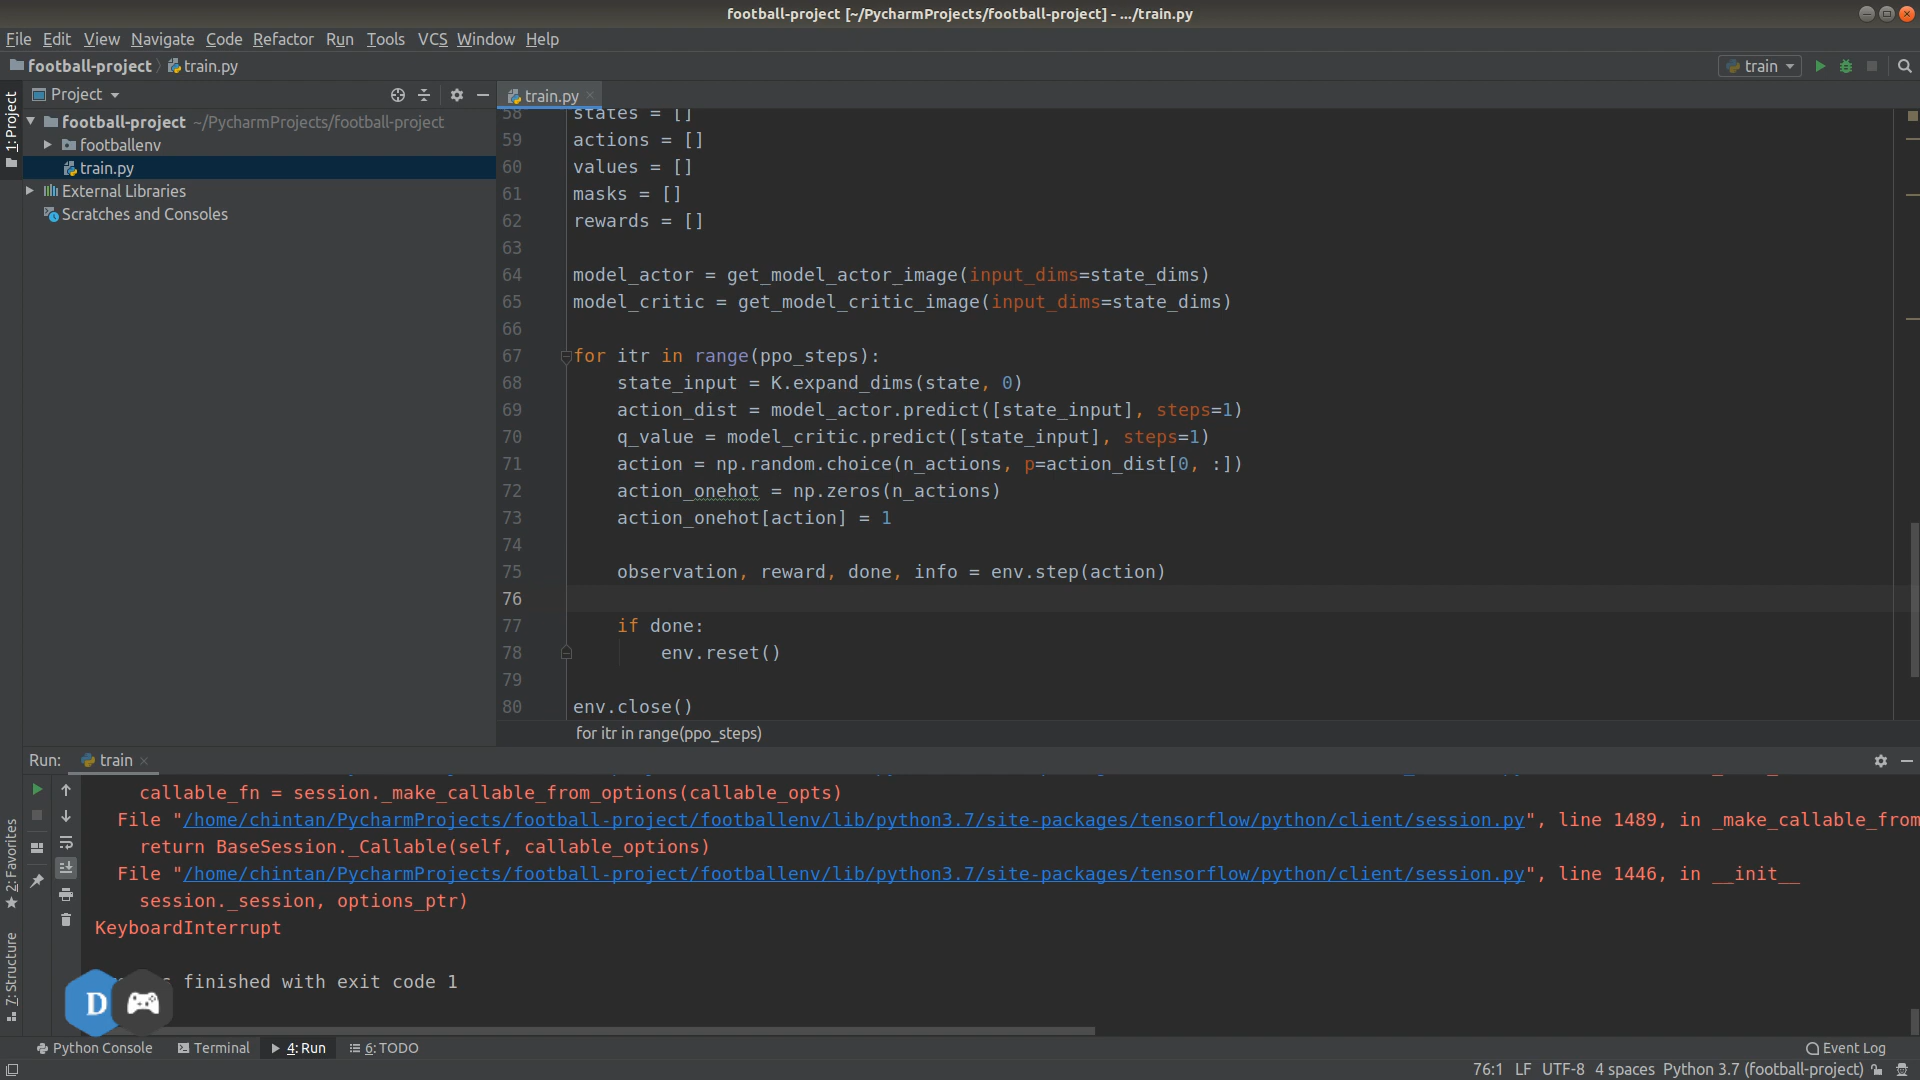 football-project [~/PycharmProjects/football-project] - .../train.py
File Edit View Navigate Code Refactor Run Tools VCS Window Help
football-project train.py
train
1: Project
Project
train.py
football-project ~/PycharmProjects/football-project
footballenv
train.py
External Libraries
Scratches and Consoles
58 states = []
59 actions = []
60 values = []
61 masks = []
62 rewards = []
63
64 model_actor = get_model_actor_image(input_dims=state_dims)
65 model_critic = get_model_critic_image(input_dims=state_dims)
66
67 for itr in range(ppo_steps):
68 state_input = K.expand_dims(state, 0)
69 action_dist = model_actor.predict([state_input], steps=1)
70 q_value = model_critic.predict([state_input], steps=1)
71 action = np.random.choice(n_actions, p=action_dist[0, :])
72 action_onehot = np.zeros(n_actions)
73 action_onehot[action] = 1
74
75 observation, reward, done, info = env.step(action)
76
77 if done:
78 env.reset()
79
80 env.close()
for itr in range(ppo_steps)
Run: train
callable_fn = session._make_callable_from_options(callable_opts)
File "/home/chintan/PycharmProjects/football-project/footballenv/lib/python3.7/site-packages/tensorflow/python/client/session.py", line 1489, in _make_callable_from
return BaseSession._Callable(self, callable_options)
File "/home/chintan/PycharmProjects/football-project/footballenv/lib/python3.7/site-packages/tensorflow/python/client/session.py", line 1446, in __init__
session._session, options_ptr)
KeyboardInterrupt
finished with exit code 1
D
2: Favorites
7: Structure
Python Console Terminal 4: Run 6: TODO
Event Log
76:1 LF UTF-8 4 spaces Python 3.7 (football-project)